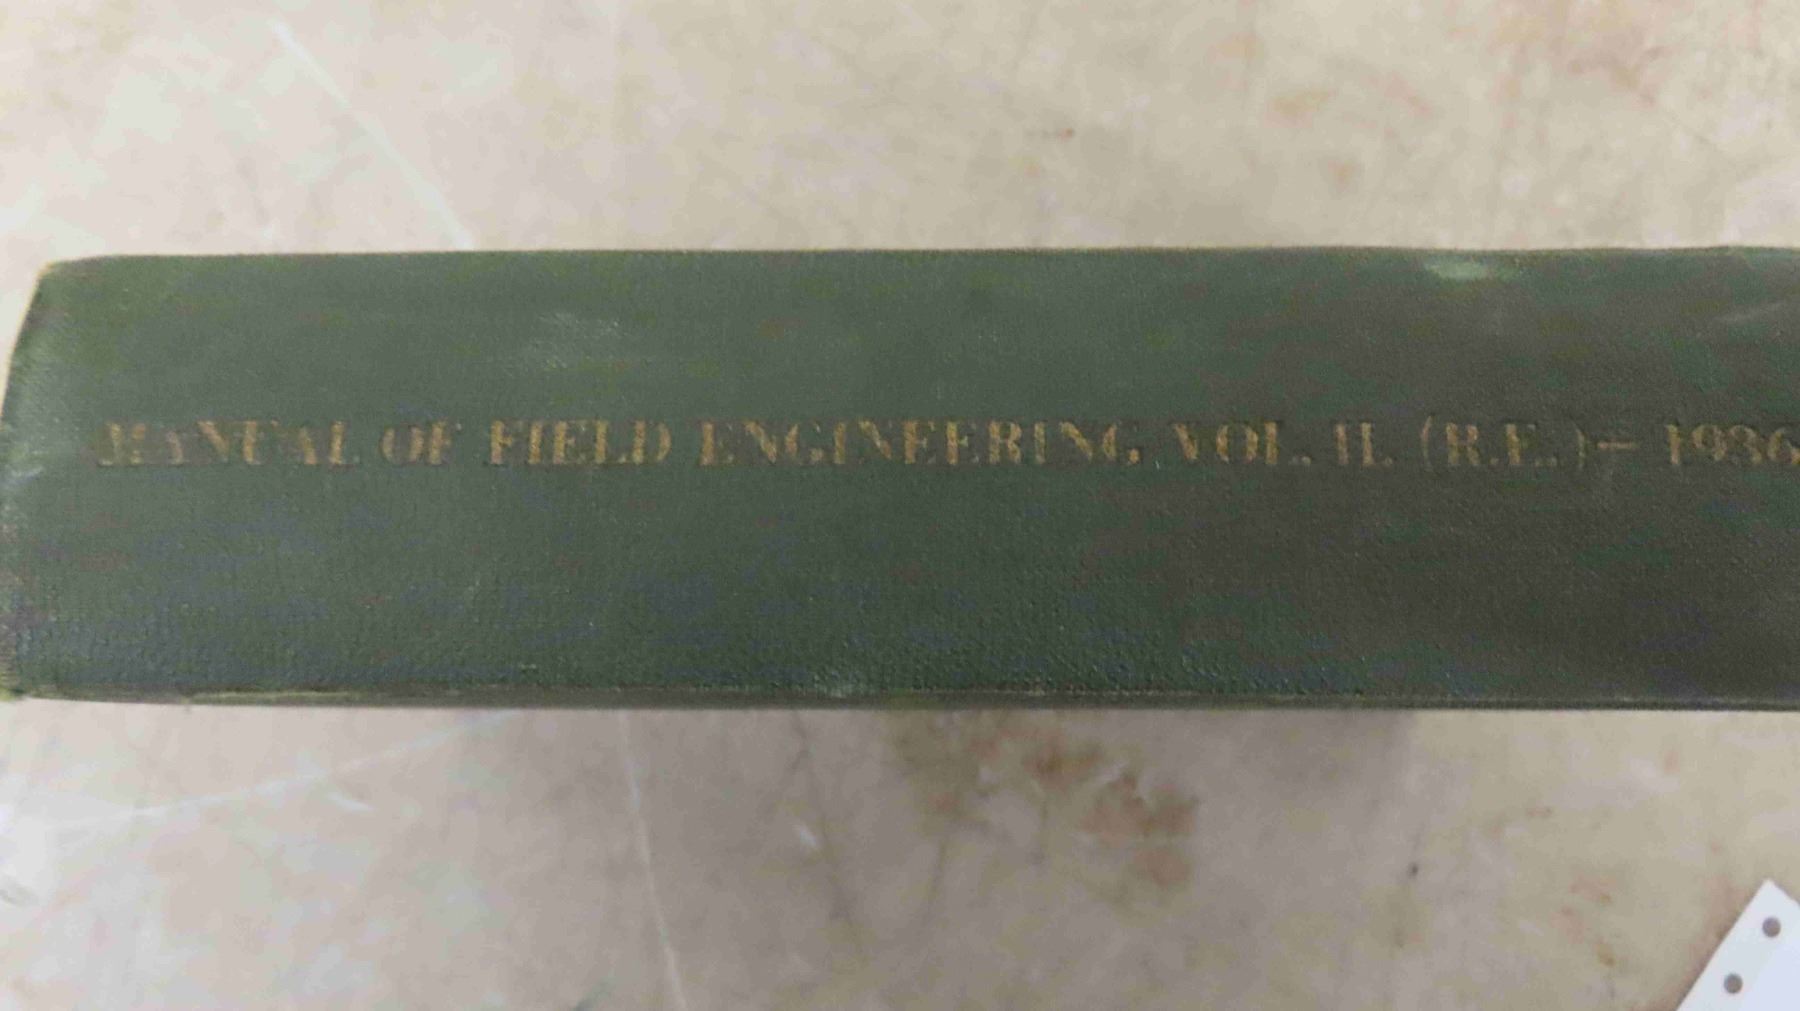 MANUAL OF FIELD ENGINEERING, VOL. II. (R.E.)— 1936